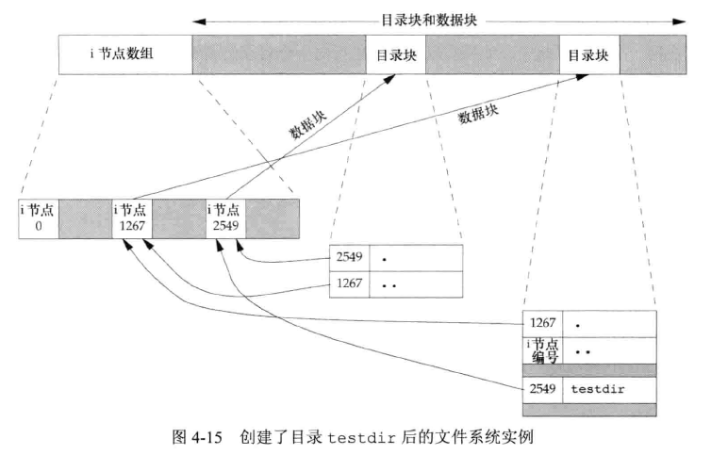 目录块和数据块
i 节点数组
目录块
目录块
数据块
数据块
i 节点
0
i 节点
1267
i 节点
2549
2549 .
1267 ..
1267 .
i 节点
编号 ..
2549 testdir
图 4-15 创建了目录 testdir 后的文件系统实例